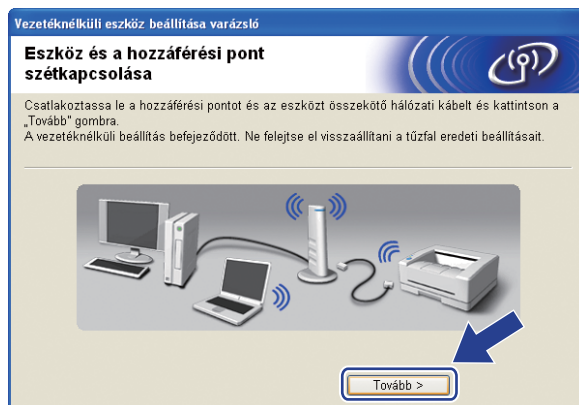 Vezetéknélküli eszköz beállítása varázsló
Eszköz és a hozzáférési pont
szétkapcsolása
Csatlakoztassa le a hozzáférési pontot és az eszközt összekötő hálózati kábelt és kattintson a
„Tovább" gombra.
A vezetéknélküli beállítás befejeződött. Ne felejtse el visszaállítani a tűzfal eredeti beállításait.
Tovább >